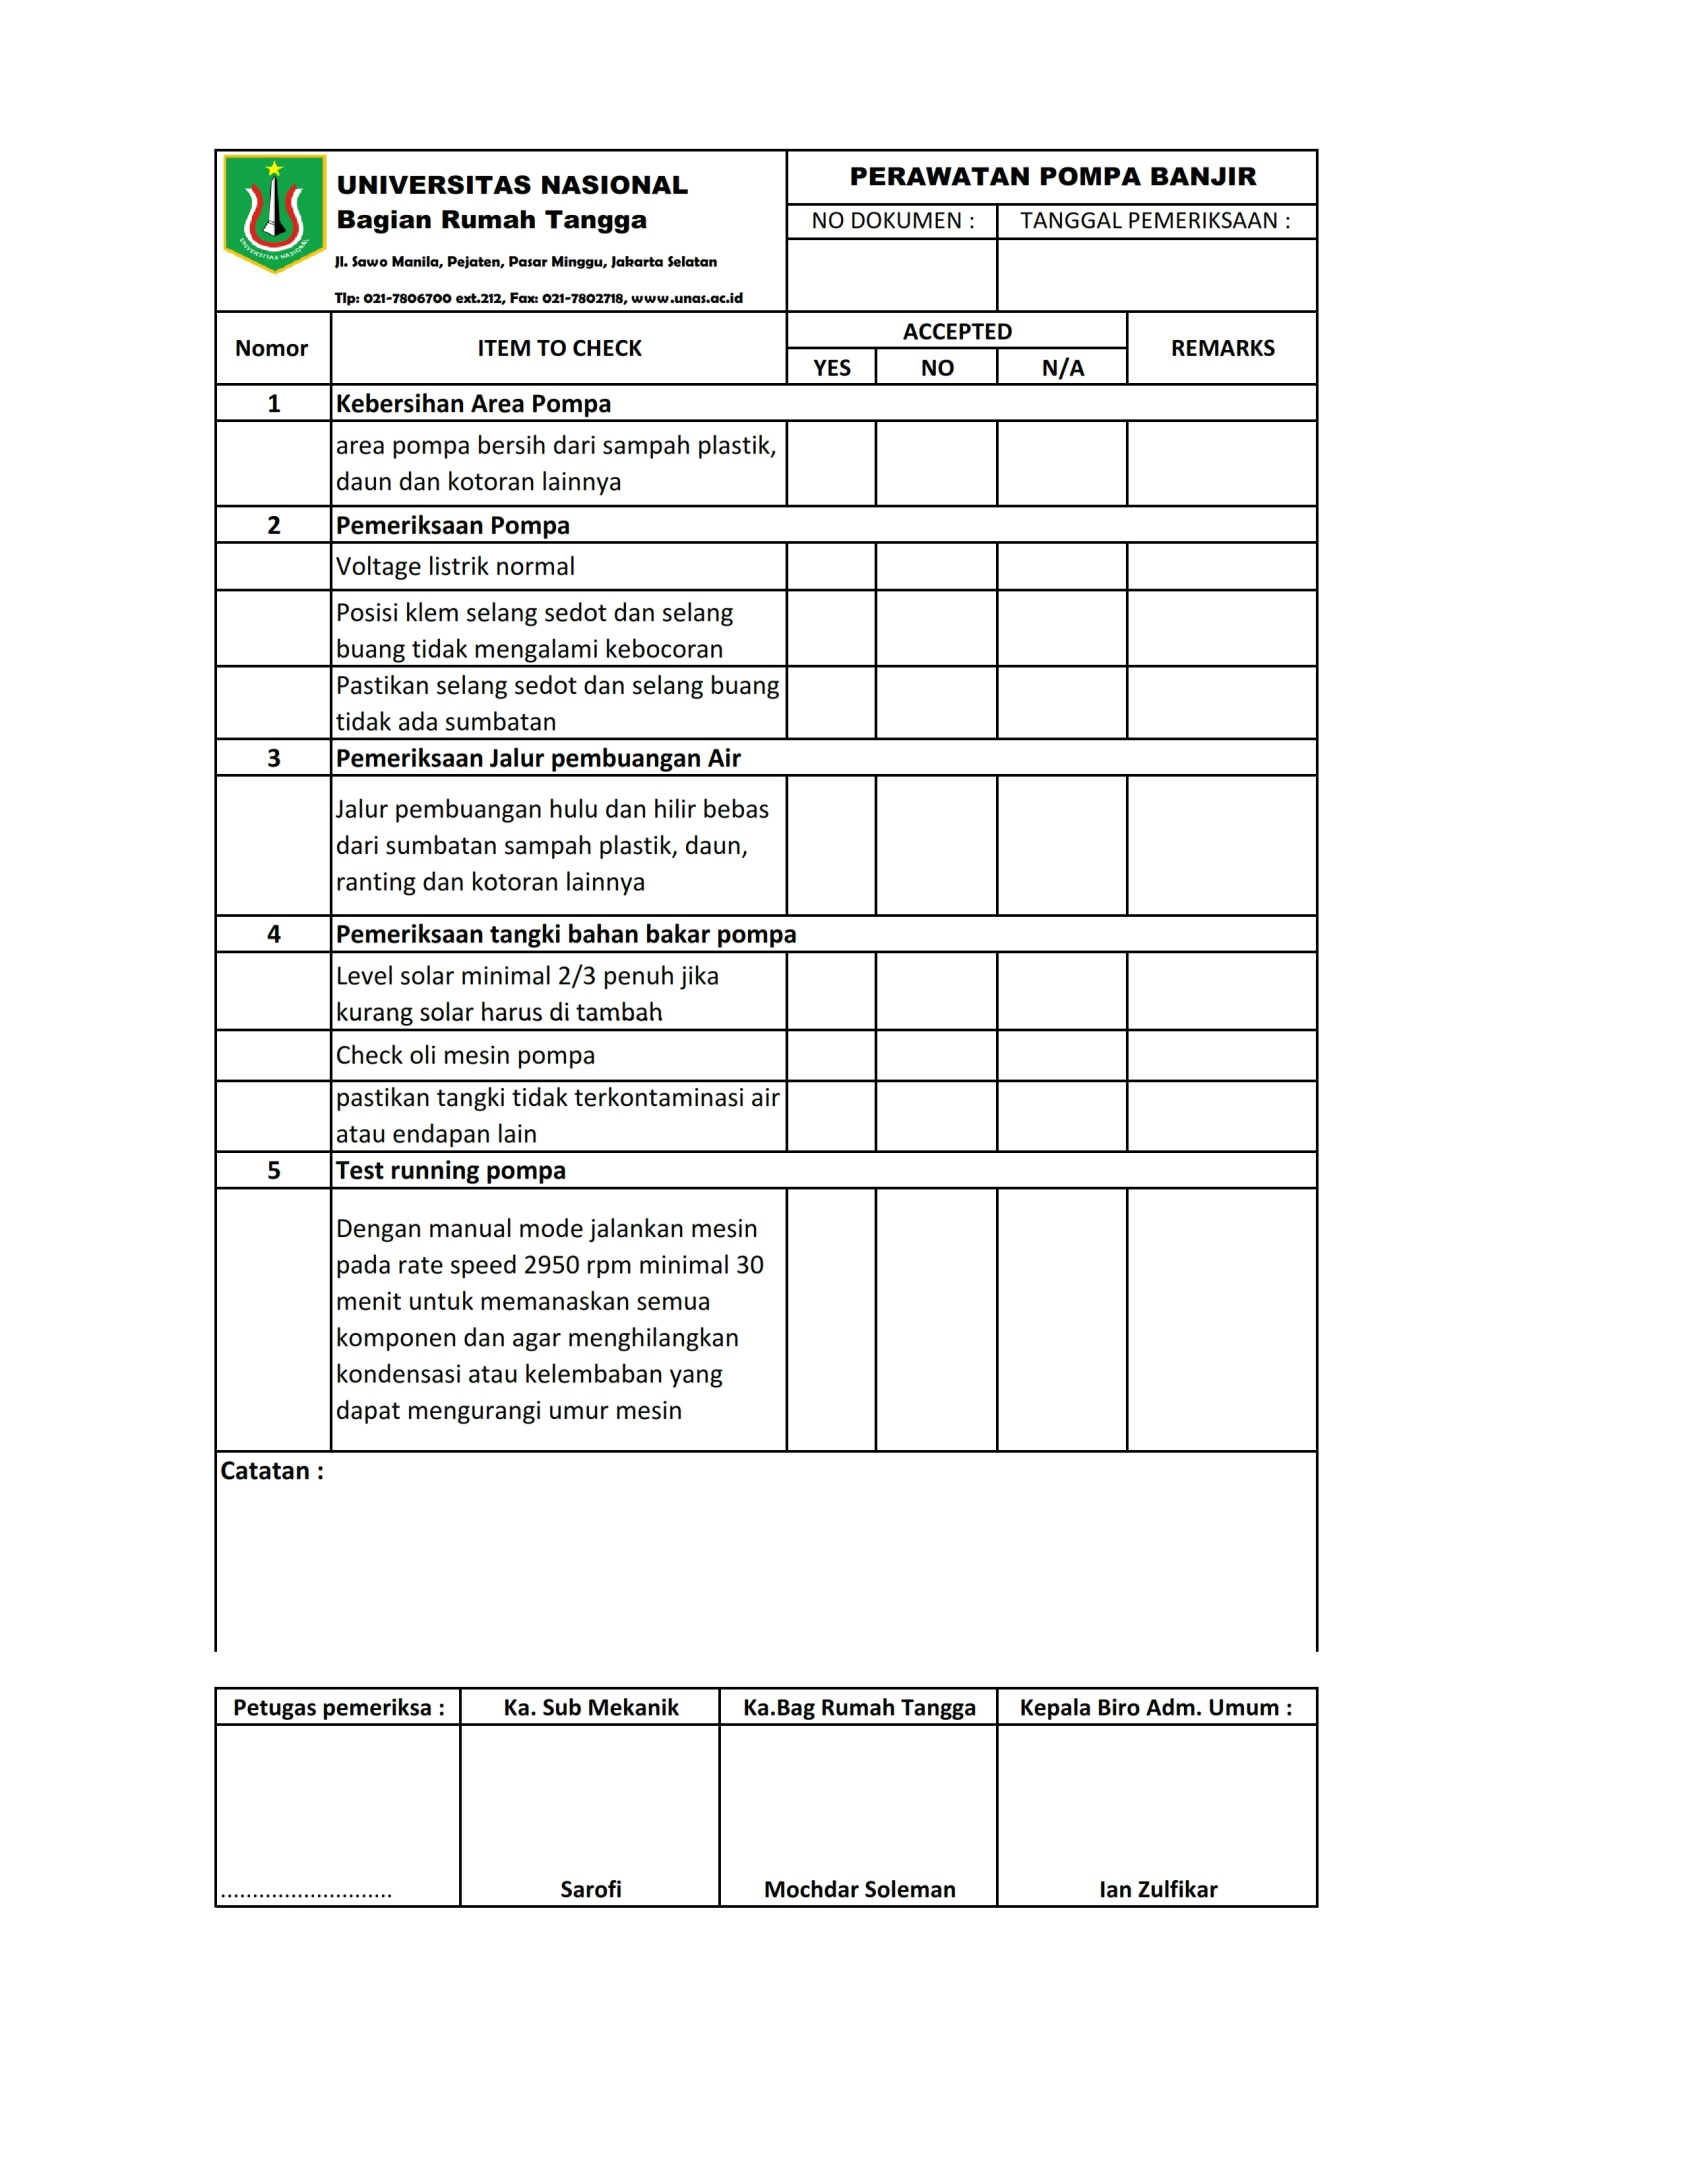 UNIVERSITAS NASIONAL
UNIVERSITAS NASIONAL
Bagian Rumah Tangga
Jl. Sawo Manila, Pejaten, Pasar Minggu, Jakarta Selatan
Tlp: 021-7806700 ext.212, Fax: 021-7802718, www.unas.ac.id
PERAWATAN POMPA BANJIR
NO DOKUMEN : TANGGAL PEMERIKSAAN :
Nomor ITEM TO CHECK ACCEPTED REMARKS
YES NO N/A
1 Kebersihan Area Pompa
area pompa bersih dari sampah plastik,
daun dan kotoran lainnya
2 Pemeriksaan Pompa
Voltage listrik normal
Posisi klem selang sedot dan selang
buang tidak mengalami kebocoran
Pastikan selang sedot dan selang buang
tidak ada sumbatan
3 Pemeriksaan Jalur pembuangan Air
Jalur pembuangan hulu dan hilir bebas
dari sumbatan sampah plastik, daun,
ranting dan kotoran lainnya
4 Pemeriksaan tangki bahan bakar pompa
Level solar minimal 2/3 penuh jika
kurang solar harus di tambah
Check oli mesin pompa
pastikan tangki tidak terkontaminasi air
atau endapan lain
5 Test running pompa
Dengan manual mode jalankan mesin
pada rate speed 2950 rpm minimal 30
menit untuk memanaskan semua
komponen dan agar menghilangkan
kondensasi atau kelembaban yang
dapat mengurangi umur mesin
Catatan :
Petugas pemeriksa : Ka. Sub Mekanik Ka.Bag Rumah Tangga Kepala Biro Adm. Umum :
........................... Sarofi Mochdar Soleman Ian Zulfikar